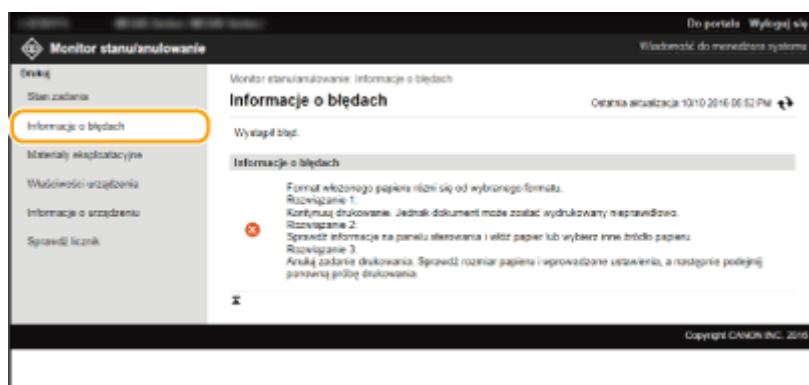 Do portalu Wyloguj się
Monitor stanu/anulowanie
Wiadomość do menedżera systemu
Drukuj
Stan zadania
Informacje o błędach
Materiały eksploatacyjne
Właściwości urządzenia
Informacje o urządzeniu
Sprawdź licznik
Monitor stanu/anulowanie: Informacje o błędach
Informacje o błędach
Ostatnia aktualizacja: 10/10 2016 06:52 PM
Wystąpił błąd.
Informacje o błędach
Format włożonego papieru różni się od wybranego formatu.
Rozwiązanie 1:
Kontynuuj drukowanie. Jednak dokument może zostać wydrukowany nieprawidłowo.
Rozwiązanie 2:
Sprawdź informacje na panelu sterowania i włóż papier lub wybierz inne źródło papieru.
Rozwiązanie 3:
Anuluj zadanie drukowania. Sprawdź rozmiar papieru i wprowadzone ustawienia, a następnie podejmij
ponowną próbę drukowania.
Copyright CANON INC. 2016